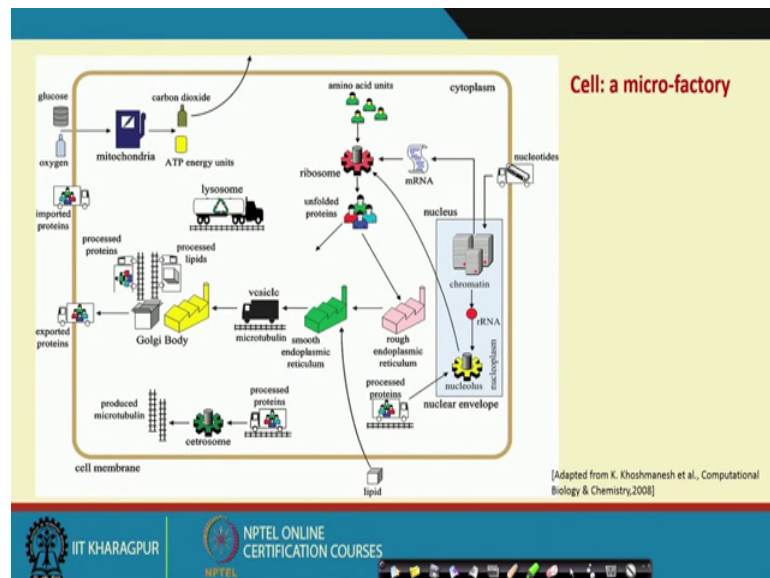 Cell: a micro-factory
glucose
oxygen
mitochondria
carbon dioxide
ATP energy units
amino acid units
cytoplasm
ribosome
mRNA
nucleotides
imported
proteins
lysosome
unfolded
proteins
nucleus
chromatin
rRNA
nucleolus
nucleoplasm
nuclear envelope
processed
proteins
processed
lipids
exported
proteins
Golgi Body
vesicle
microtubulin
smooth
endoplasmic
reticulum
rough
endoplasmic
reticulum
processed
proteins
produced
microtubulin
cetrosome
processed
proteins
cell membrane
lipid
[Adapted from K. Khoshmanesh et al., Computational
Biology & Chemistry,2008]
IIT KHARAGPUR
NPTEL
NPTEL ONLINE
CERTIFICATION COURSES